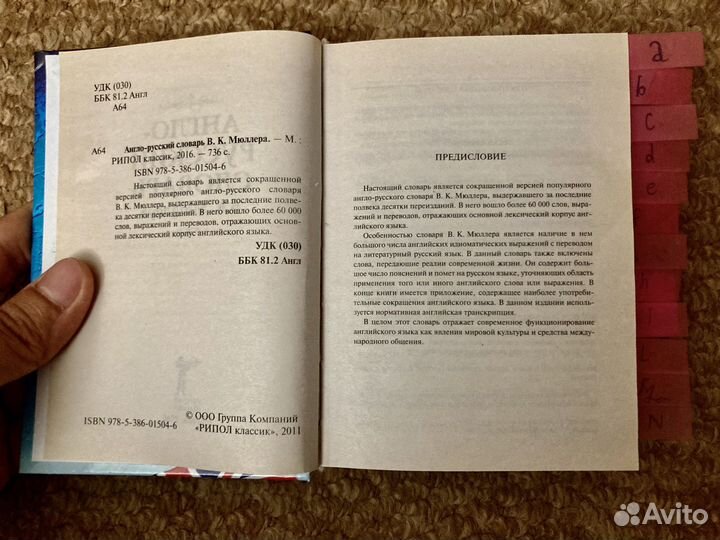 УДК (030)
ББК 81.2 Англ
А64
А64 Англо-русский словарь В. К. Мюллера. — М. :
РИПОЛ классик, 2016. — 736 с.
ISBN 978-5-386-01504-6
Настоящий словарь является сокращенной
версией популярного англо-русского словаря
В. К. Мюллера, выдержавшего за последние полве-
ка десятки переизданий. В него вошло более 60 000
слов, выражений и переводов, отражающих основ-
ной лексический корпус английского языка.
УДК (030)
ББК 81.2 Англ
ISBN 978-5-386-01504-6
© ООО Группа Компаний
«РИПОЛ классик», 2011
ПРЕДИСЛОВИЕ
Настоящий словарь является сокращенной версией популярного
англо-русского словаря В. К. Мюллера, выдержавшего за последние
полвека десятки переизданий. В него вошло более 60 000 слов, выра-
жений и переводов, отражающих основной лексический корпус
английского языка.
Особенностью словаря В. К. Мюллера является наличие в нем
большого числа английских идиоматических выражений с переводом
на литературный русский язык. В данный словарь также включены
слова, передающие реалии современной жизни. Он содержит боль-
шое число пояснений и помет на русском языке, уточняющих область
применения того или иного английского слова или выражения. В
конце книги имеется приложение, содержащее наиболее употреби-
тельные сокращения английского языка. В данном издании исполь-
зуется нормативная английская транскрипция.
В целом этот словарь отражает современное функционирование
английского языка как явления мировой культуры и средства между-
народного общения.
a
b
c
d
e
h
i
L
N
Avito